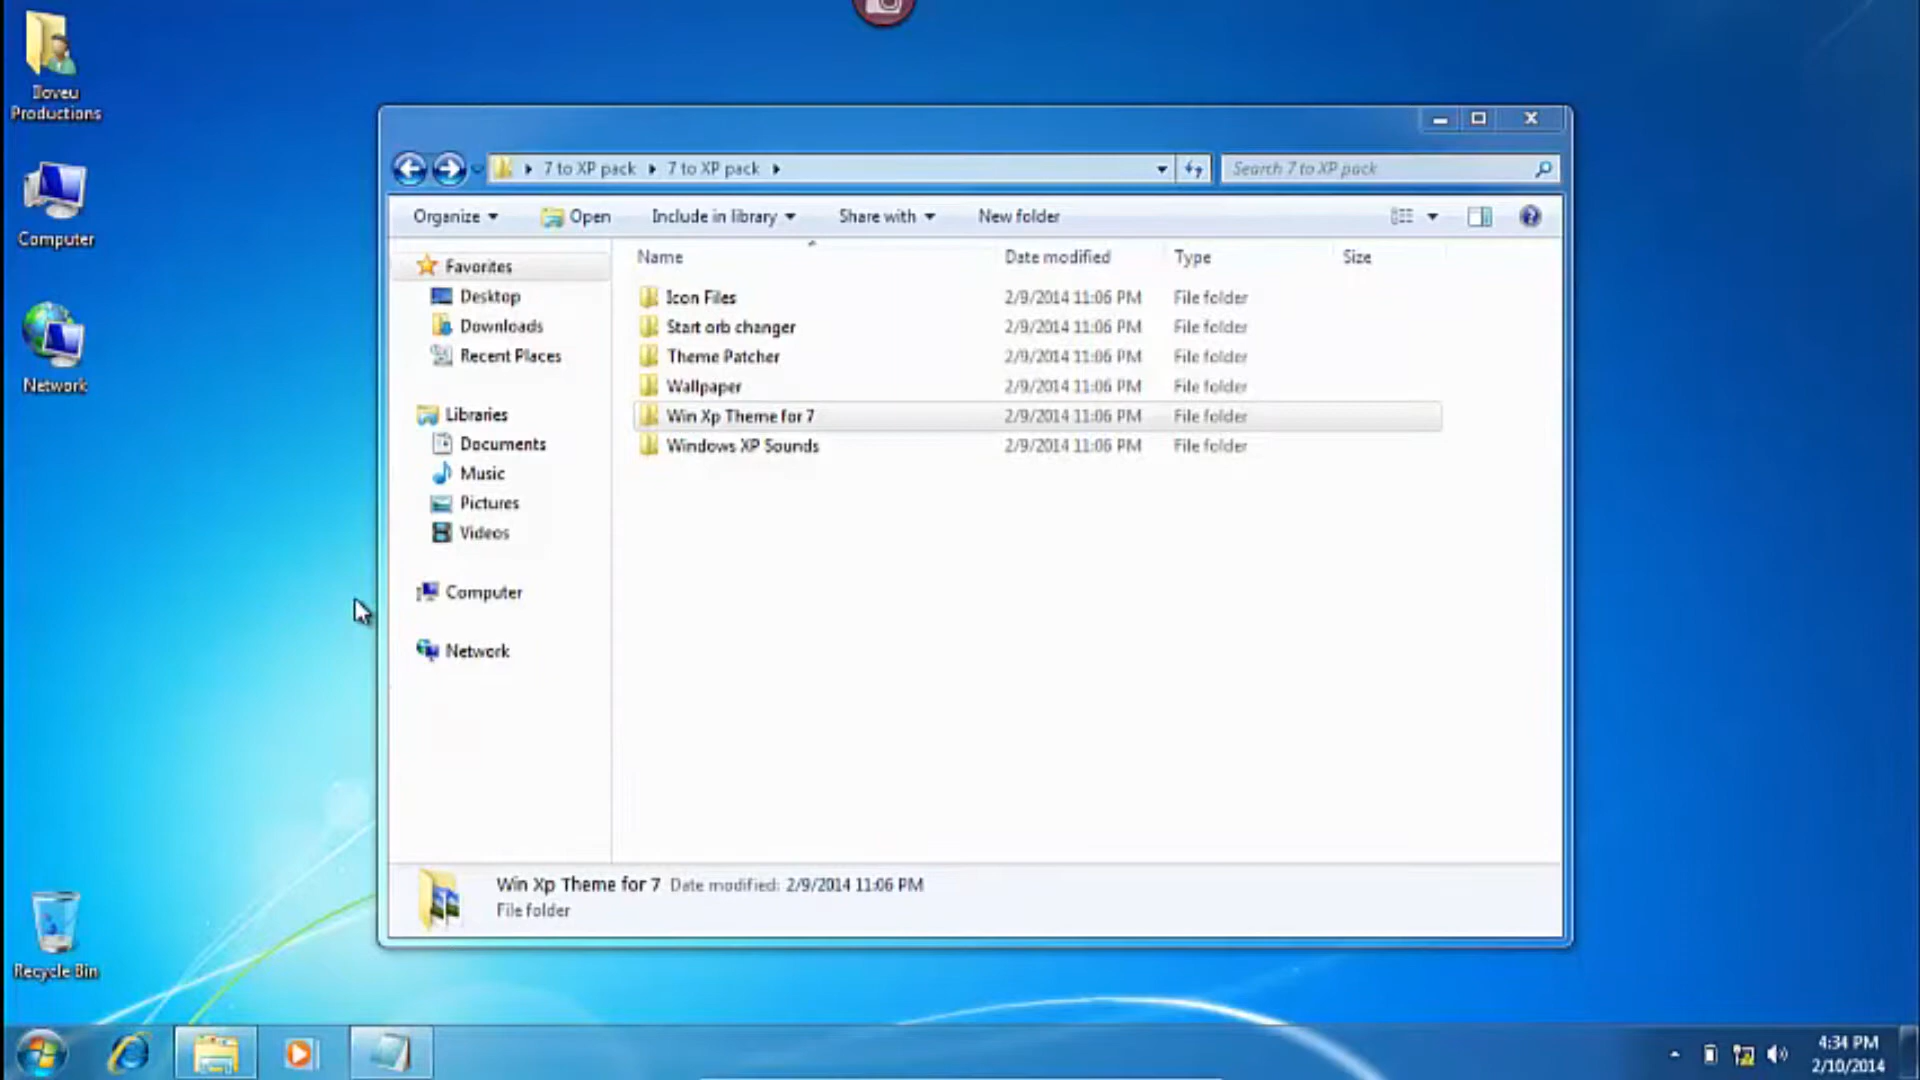 Iloveu
Productions
Computer
Network
Recycle Bin
7 to XP pack 7 to XP pack
Search 7 to XP pack
Organize Open Include in library Share with New folder
Name Date modified Type Size
Favorites
Desktop
Downloads
Recent Places
Libraries
Documents
Music
Pictures
Videos
Computer
Network
Icon Files 2/9/2014 11:06 PM File folder
Start orb changer 2/9/2014 11:06 PM File folder
Theme Patcher 2/9/2014 11:06 PM File folder
Wallpaper 2/9/2014 11:06 PM File folder
Win Xp Theme for 7 2/9/2014 11:06 PM File folder
Windows XP Sounds 2/9/2014 11:06 PM File folder
Win Xp Theme for 7 Date modified: 2/9/2014 11:06 PM
File folder
4:34 PM
2/10/2014